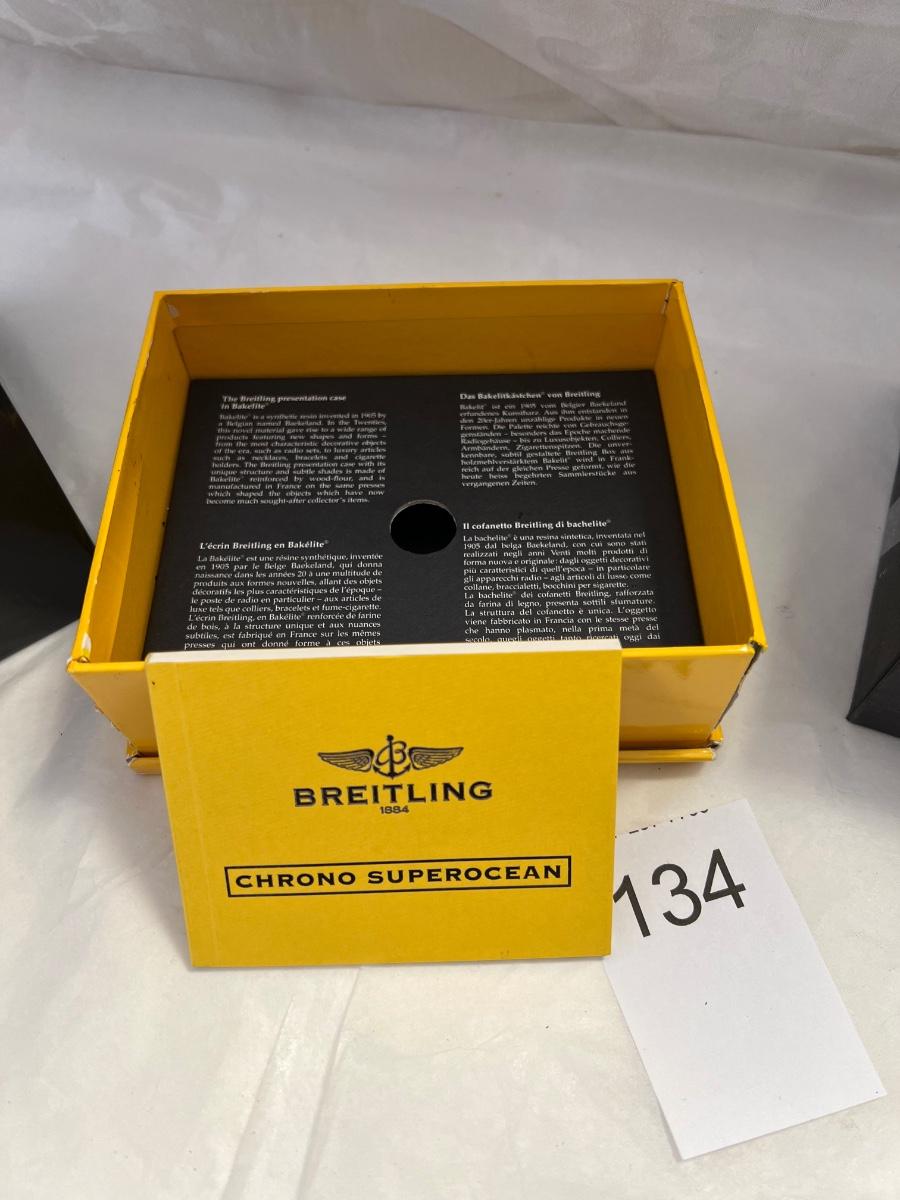 The Breitling presentation case
in Bakelite®
Bakelite® is a synthetic resin invented in 1905 by
a Belgian named Baekeland. In the Twenties,
this novel material gave rise to a wide range of
products featuring new shapes and forms –
from the most characteristic decorative objects
of the era, such as radio sets, to luxury articles
such as necklaces, bracelets and cigarette
holders. The Breitling presentation case with its
unique structure and subtle shades is made of
Bakelite® reinforced by wood-flour, and is
manufactured in France on the same presses
which shaped the objects which have now
become much sought-after collector's items.
Das Bakelitkästchen® von Breitling
Bakelit® ist ein 1905 vom Belgier Baekeland
erfundenes Kunstharz. Aus ihm entstanden in
den 20er-Jahren unzählige Produkte in neuen
Formen. Die Palette reichte von Gebrauchsge-
genständen – besonders das Epoche machende
Radiogehäuse – bis zu Luxusobjekten, Colliers,
Armbändern, Zigarettenspitzen. Die unver-
kennbare, subtil gestaltete Breitling Box aus
holzmehlverstärktem Bakelit® wird in Frank-
reich auf der gleichen Presse geformt, wie die
heute heiss begehrten Sammlerstücke aus
vergangenen Zeiten.
L'écrin Breitling en Bakélite®
La Bakélite® est une résine synthétique, inventée
en 1905 par le Belge Baekeland, qui donna
naissance dans les années 20 à une multitude de
produits aux formes nouvelles, allant des objets
décoratifs les plus caractéristiques de l'époque –
le poste de radio en particulier – aux articles de
luxe tels que colliers, bracelets et fume-cigarette.
L'écrin Breitling, en Bakélite® renforcée de farine
de bois, à la structure unique et aux nuances
subtiles, est fabriqué en France sur les mêmes
presses qui ont donné forme à ces objets
Il cofanetto Breitling di bachelite®
La bachelite® è una resina sintetica, inventata nel
1905 dal belga Baekeland, con cui sono stati
realizzati negli anni Venti molti prodotti di
forma nuova e originale: dagli oggetti decorativi
più caratteristici di quell'epoca – in particolare
gli apparecchi radio – agli articoli di lusso come
collane, braccialetti, bocchini per sigarette.
La bachelite® dei cofanetti Breitling, rafforzata
da farina di legno, presenta sottili sfumature.
La struttura del cofanetto è unica. L'oggetto
viene fabbricato in Francia con le stesse presse
che hanno plasmato, nella prima metà del
secolo, quegli oggetti tanto ricercati oggi dai
BREITLING
1884
CHRONO SUPEROCEAN
134